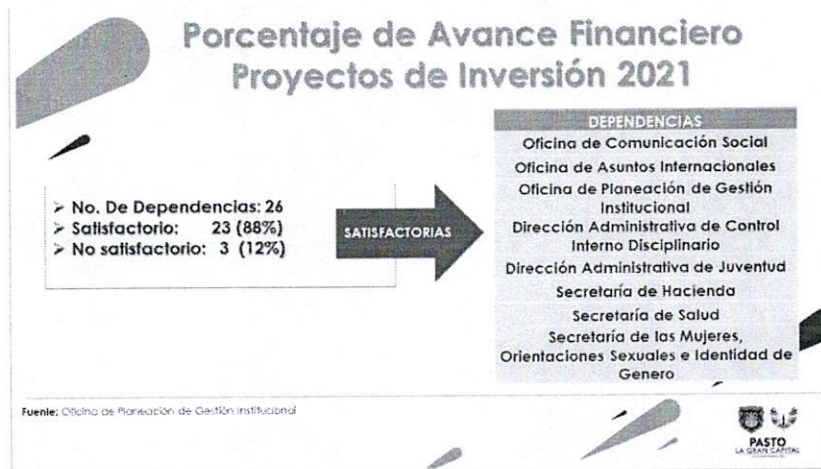 Porcentaje de Avance Financiero
Proyectos de Inversión 2021
➢ No. De Dependencias: 26
➢ Satisfactorio: 23 (88%)
➢ No satisfactorio: 3 (12%)
SATISFACTORIAS
DEPENDENCIAS
Oficina de Comunicación Social
Oficina de Asuntos Internacionales
Oficina de Planeación de Gestión
Institucional
Dirección Administrativa de Control
Interno Disciplinario
Dirección Administrativa de Juventud
Secretaría de Hacienda
Secretaría de Salud
Secretaría de las Mujeres,
Orientaciones Sexuales e Identidad de
Genero
Fuente: Oficina de Planeación de Gestión Institucional
PASTO
LA GRAN CAPITAL